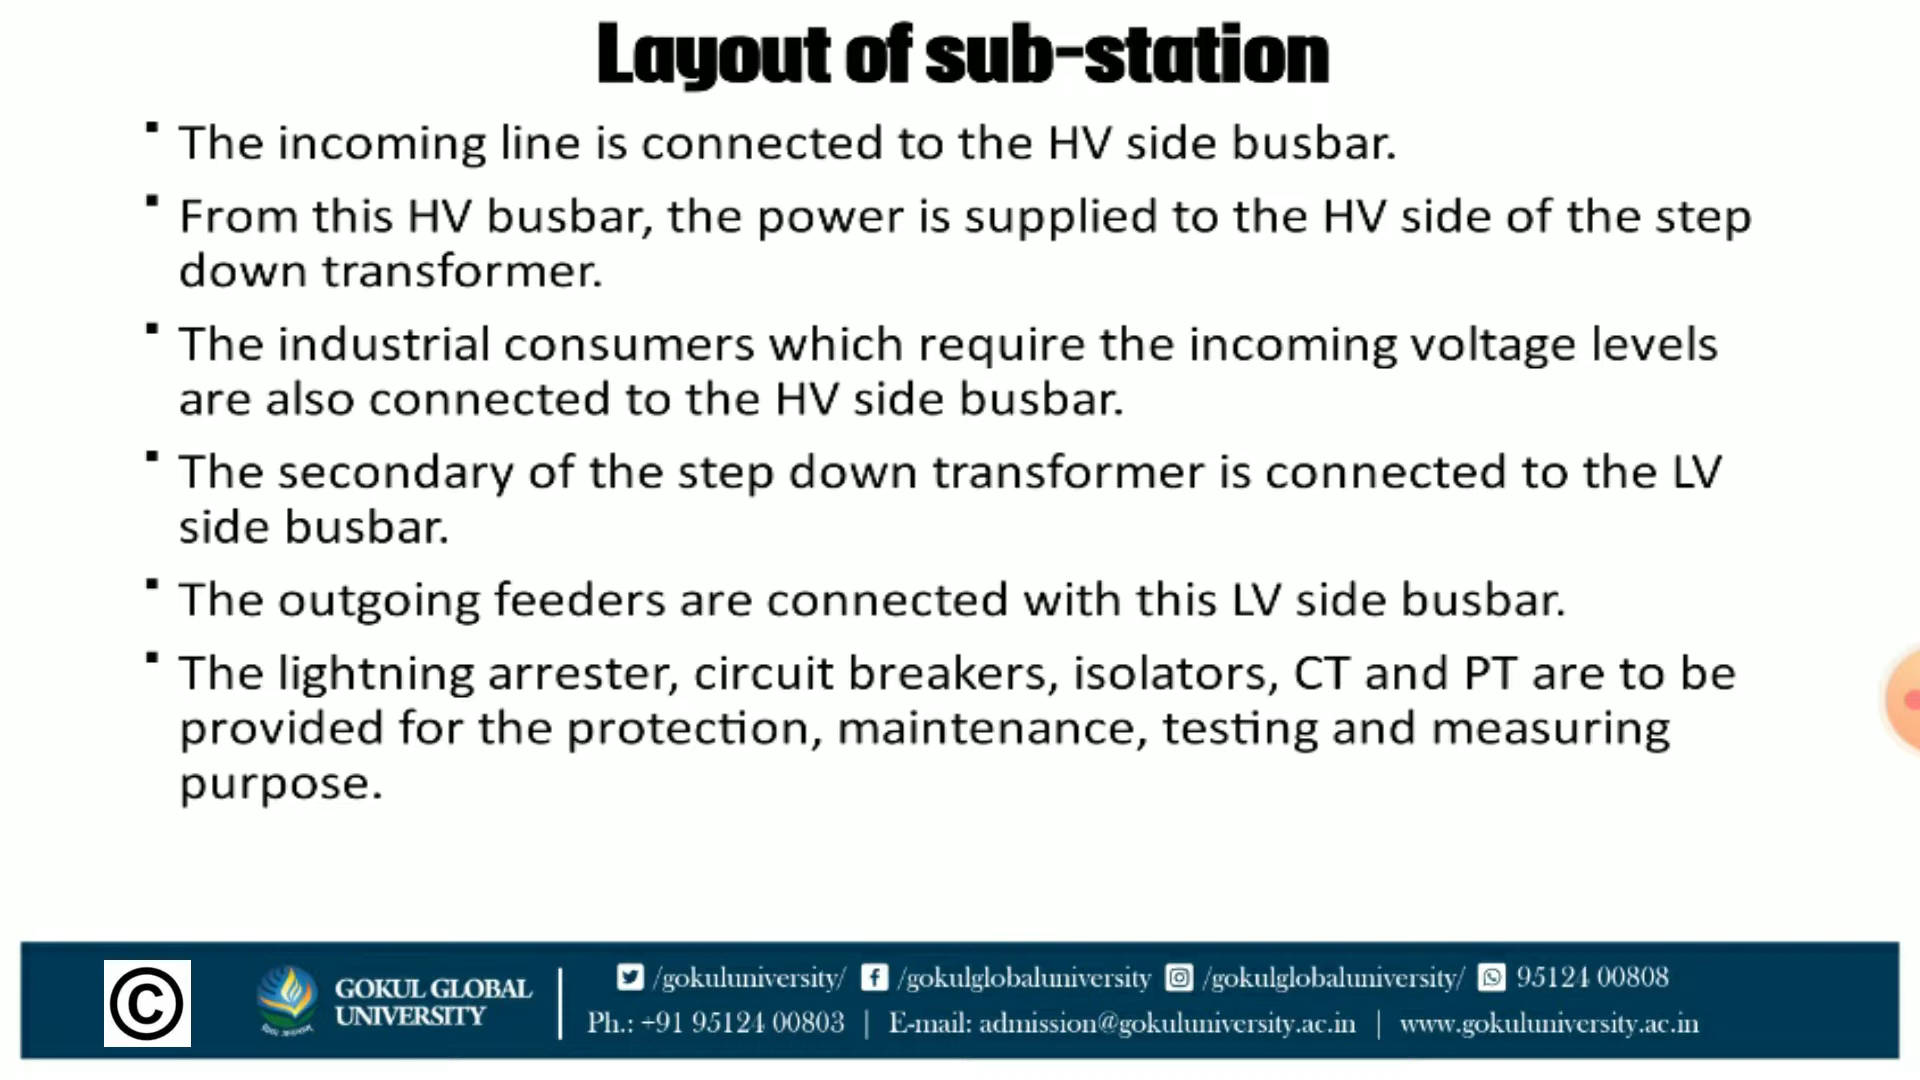 Layout of sub-station
▪ The incoming line is connected to the HV side busbar.
▪ From this HV busbar, the power is supplied to the HV side of the step
down transformer.
▪ The industrial consumers which require the incoming voltage levels
are also connected to the HV side busbar.
▪ The secondary of the step down transformer is connected to the LV
side busbar.
▪ The outgoing feeders are connected with this LV side busbar.
▪ The lightning arrester, circuit breakers, isolators, CT and PT are to be
provided for the protection, maintenance, testing and measuring
purpose.
©
GOKUL GLOBAL
UNIVERSITY
/gokuluniversity/ /gokulglobaluniversity /gokulglobaluniversity/ 95124 00808
Ph.: +91 95124 00803 | E-mail: admission@gokuluniversity.ac.in | www.gokuluniversity.ac.in